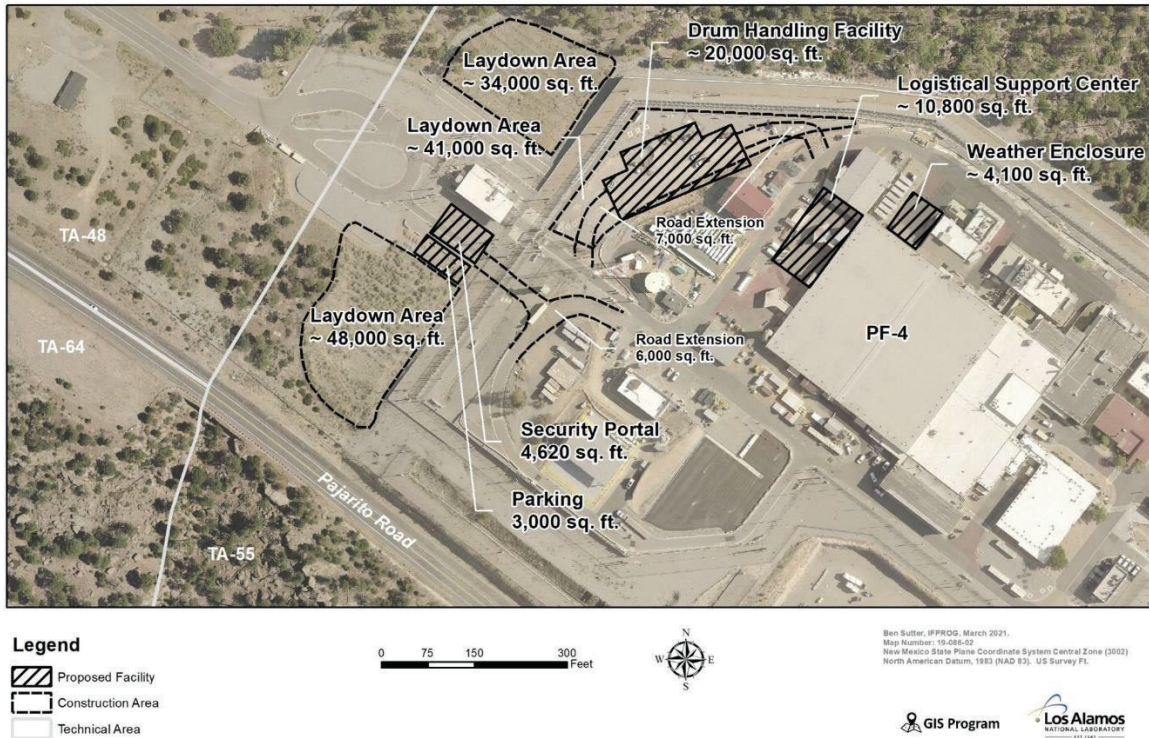 Drum Handling Facility
~ 20,000 sq. ft.
Laydown Area
~ 34,000 sq. ft.
Logistical Support Center
~ 10,800 sq. ft.
Laydown Area
~ 41,000 sq. ft.
Weather Enclosure
~ 4,100 sq. ft.
Road Extension
7,000 sq. ft.
TA-48
Laydown Area
~ 48,000 sq. ft.
PF-4
Road Extension
6,000 sq. ft.
TA-64
Security Portal
4,620 sq. ft.
Parking
3,000 sq. ft.
Pajarito Road
TA-55
Legend
Proposed Facility
Construction Area
Technical Area
0 75 150 300
Feet
N
W E
S
Ben Sutter, IFPROG. March 2021.
Map Number: 19-086-02
New Mexico State Plane Coordinate System Central Zone (3002)
North American Datum, 1983 (NAD 83). US Survey Ft.
GIS Program
Los Alamos
NATIONAL LABORATORY
EST. 1943